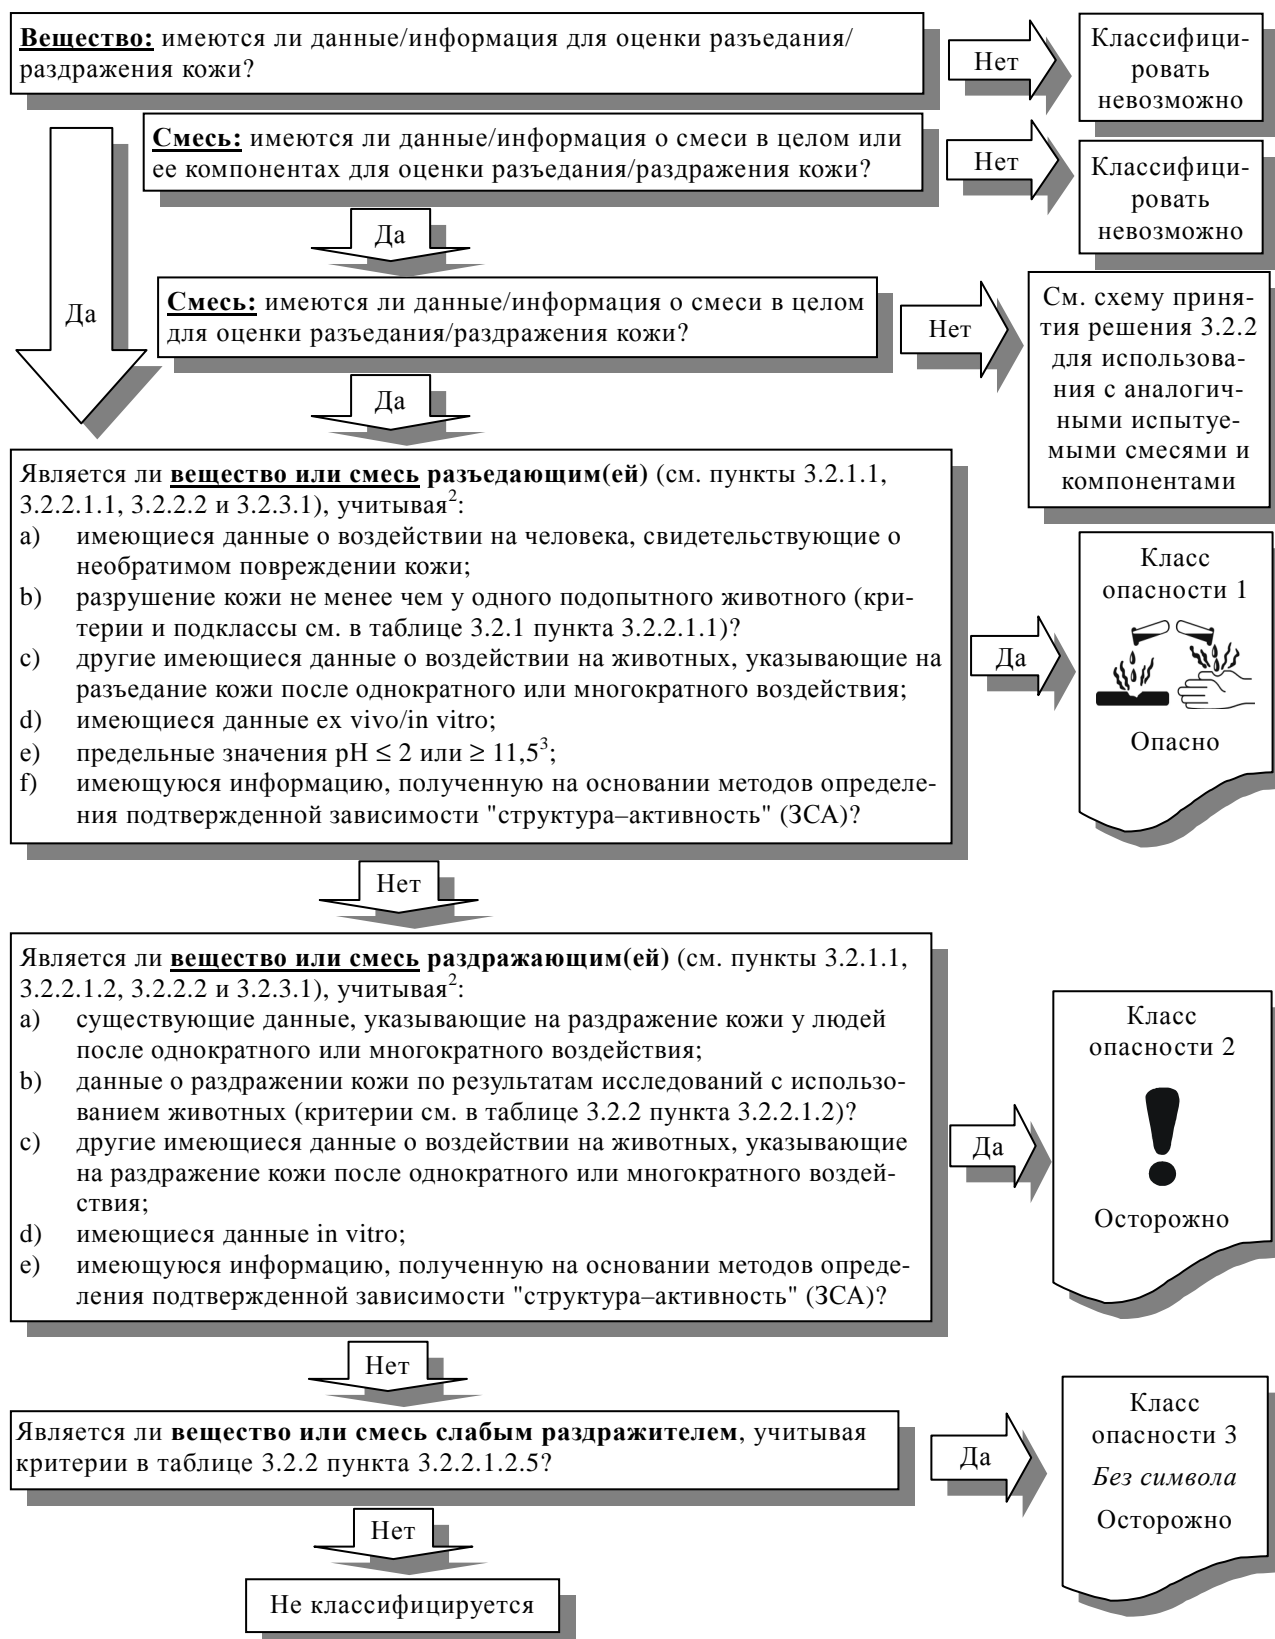 Вещество: имеются ли данные/информация для оценки разъедания/
раздражения кожи?
Нет
Классифици-
ровать
невозможно
Смесь: имеются ли данные/информация о смеси в целом или
ее компонентах для оценки разъедания/раздражения кожи?
Нет
Классифици-
ровать
невозможно
Да
Да
Смесь: имеются ли данные/информация о смеси в целом
для оценки разъедания/раздражения кожи?
Нет
См. схему приня-
тия решения 3.2.2
для использова-
ния с аналогич-
ными испытуе-
мыми смесями и
компонентами
Да
Является ли вещество или смесь разъедающим(ей) (см. пункты 3.2.1.1,
3.2.2.1.1, 3.2.2.2 и 3.2.3.1), учитывая2:
a) имеющиеся данные о воздействии на человека, свидетельствующие о
необратимом повреждении кожи;
b) разрушение кожи не менее чем у одного подопытного животного (кри-
терии и подклассы см. в таблице 3.2.1 пункта 3.2.2.1.1)?
c) другие имеющиеся данные о воздействии на животных, указывающие на
разъедание кожи после однократного или многократного воздействия;
d) имеющиеся данные ex vivo/in vitro;
e) предельные значения pH ≤ 2 или ≥ 11,53;
f) имеющуюся информацию, полученную на основании методов определе-
ния подтвержденной зависимости "структура–активность" (ЗСА)?
Да
Класс
опасности 1
Опасно
Нет
Является ли вещество или смесь раздражающим(ей) (см. пункты 3.2.1.1,
3.2.2.1.2, 3.2.2.2 и 3.2.3.1), учитывая2:
a) существующие данные, указывающие на раздражение кожи у людей
после однократного или многократного воздействия;
b) данные о раздражении кожи по результатам исследований с использо-
ванием животных (критерии см. в таблице 3.2.2 пункта 3.2.2.1.2)?
c) другие имеющиеся данные о воздействии на животных, указывающие
на раздражение кожи после однократного или многократного воздей-
ствия;
d) имеющиеся данные in vitro;
e) имеющуюся информацию, полученную на основании методов опреде-
ления подтвержденной зависимости "структура–активность" (ЗСА)?
Да
Класс
опасности 2
Осторожно
Нет
Является ли вещество или смесь слабым раздражителем, учитывая
критерии в таблице 3.2.2 пункта 3.2.2.1.2.5?
Да
Класс
опасности 3
Без символа
Осторожно
Нет
Не классифицируется